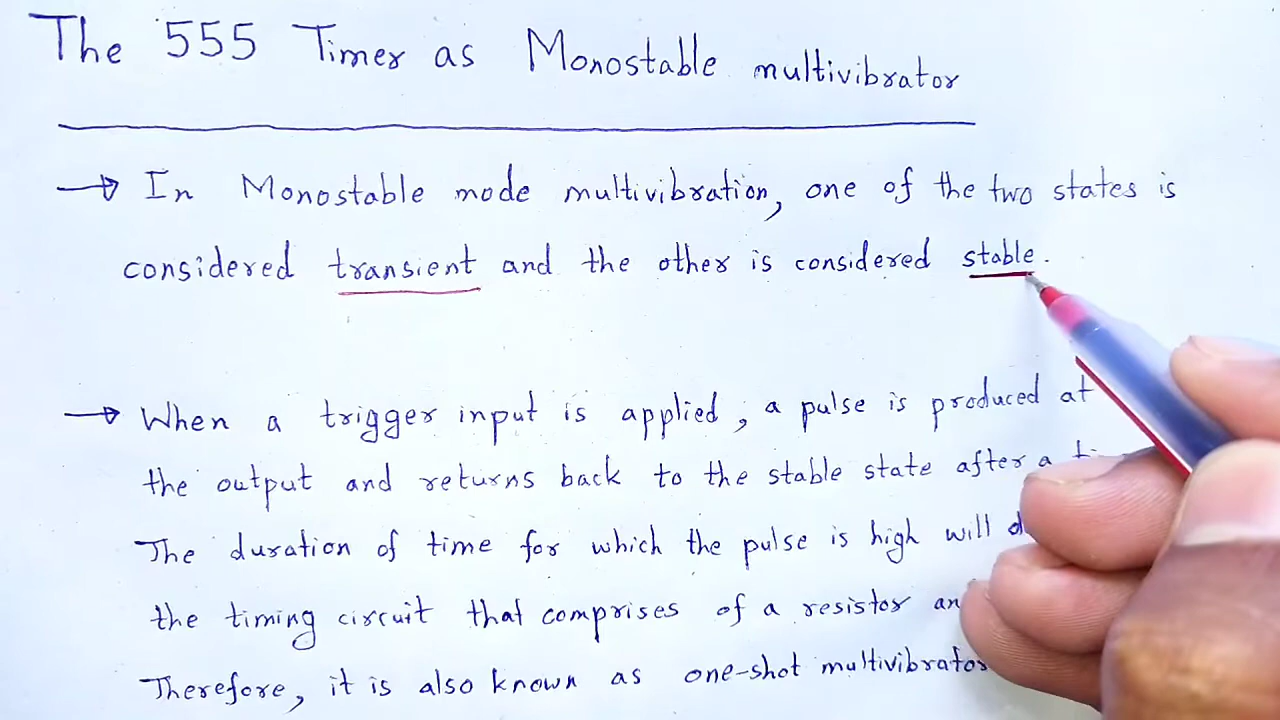 The 555 Timer as Monostable multivibrator
→ In Monostable mode multivibration, one of the two states is
considered transient and the other is considered stable.
→ When a trigger input is applied, a pulse is produced at
the output and returns back to the stable state after a
The duration of time for which the pulse is high will
the timing circuit that comprises of a resistor
Therefore, it is also known as one-shot multivibrator